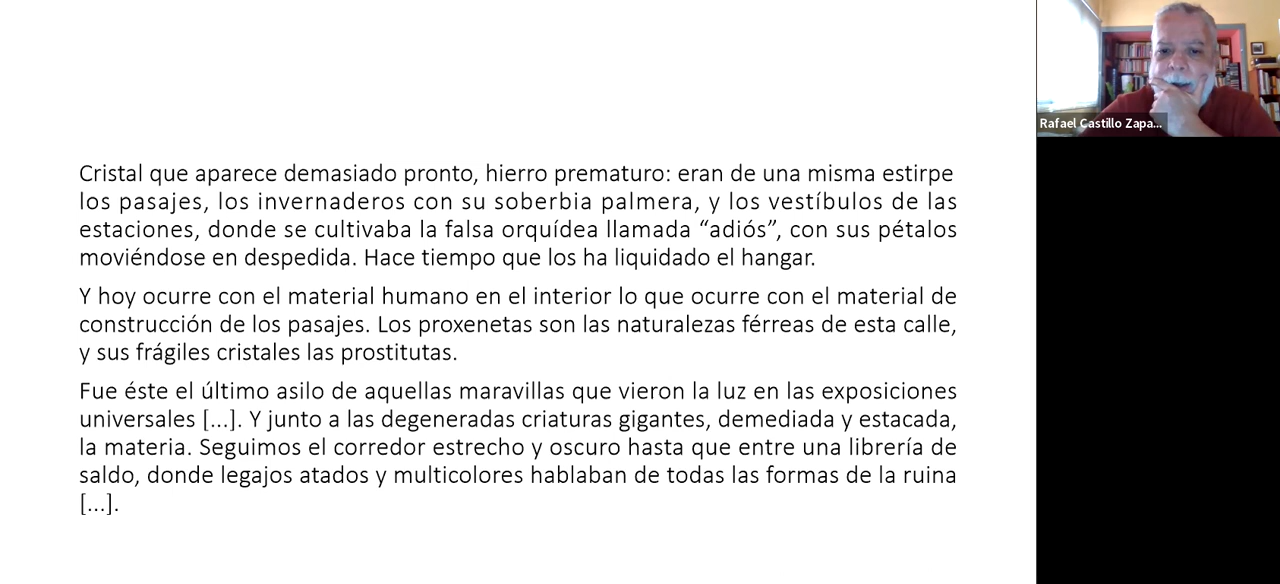 Cristal que aparece demasiado pronto, hierro prematuro: eran de una misma estirpe
los pasajes, los invernaderos con su soberbia palmera, y los vestíbulos de las
estaciones, donde se cultivaba la falsa orquídea llamada “adiós”, con sus pétalos
moviéndose en despedida. Hace tiempo que los ha liquidado el hangar.
Y hoy ocurre con el material humano en el interior lo que ocurre con el material de
construcción de los pasajes. Los proxenetas son las naturalezas férreas de esta calle,
y sus frágiles cristales las prostitutas.
Fue éste el último asilo de aquellas maravillas que vieron la luz en las exposiciones
universales [...]. Y junto a las degeneradas criaturas gigantes, demediada y estacada,
la materia. Seguimos el corredor estrecho y oscuro hasta que entre una librería de
saldo, donde legajos atados y multicolores hablaban de todas las formas de la ruina
[...].
Rafael Castillo Zapa...